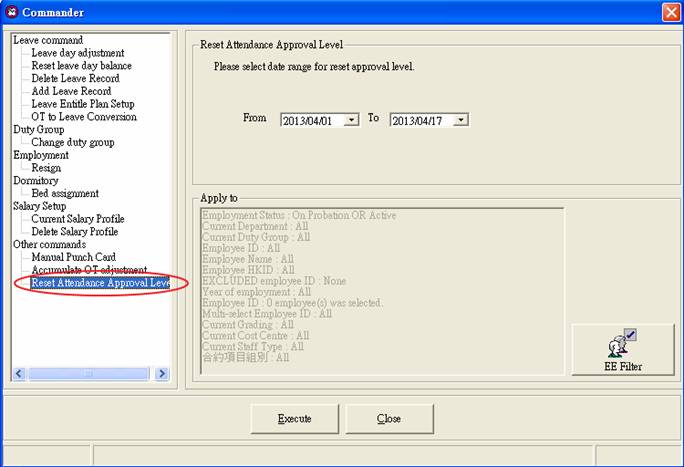 Commander
Leave command
Leave day adjustment
Reset leave day balance
Delete Leave Record
Add Leave Record
Leave Entitle Plan Setup
OT to Leave Conversion
Duty Group
Change duty group
Employment
Resign
Dormitory
Bed assignment
Salary Setup
Current Salary Profile
Delete Salary Profile
Other commands
Manual Punch Card
Accumulate OT adjustment
Reset Attendance Approval Leve
Reset Attendance Approval Level
Please select date range for reset approval level.
From 2013/04/01 To 2013/04/17
Apply to
Employment Status : On Probation OR Active
Current Department : All
Current Duty Group : All
Employee ID : All
Employee Name : All
Employee HKID : All
EXCLUDED employee ID : None
Year of employment : All
Employee ID : 0 employee(s) was selected.
Multi-select Employee ID : All
Current Grading : All
Current Cost Centre : All
Current Staff Type : All
合約項目組別 : All
EE Filter
Execute Close